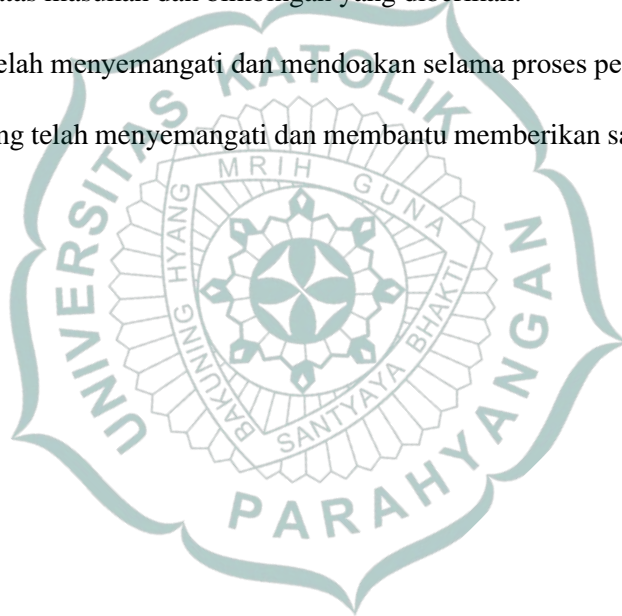 atas masukan dan bimbingan yang diberikan.
elah menyemangati dan mendoakan selama proses pe
ng telah menyemangati dan membantu memberikan sa
UNIVERSITAS KATOLIK PARAHYANGAN
BAKUNING HYANG MRIH GUNA SANTYAYA BHAKTI